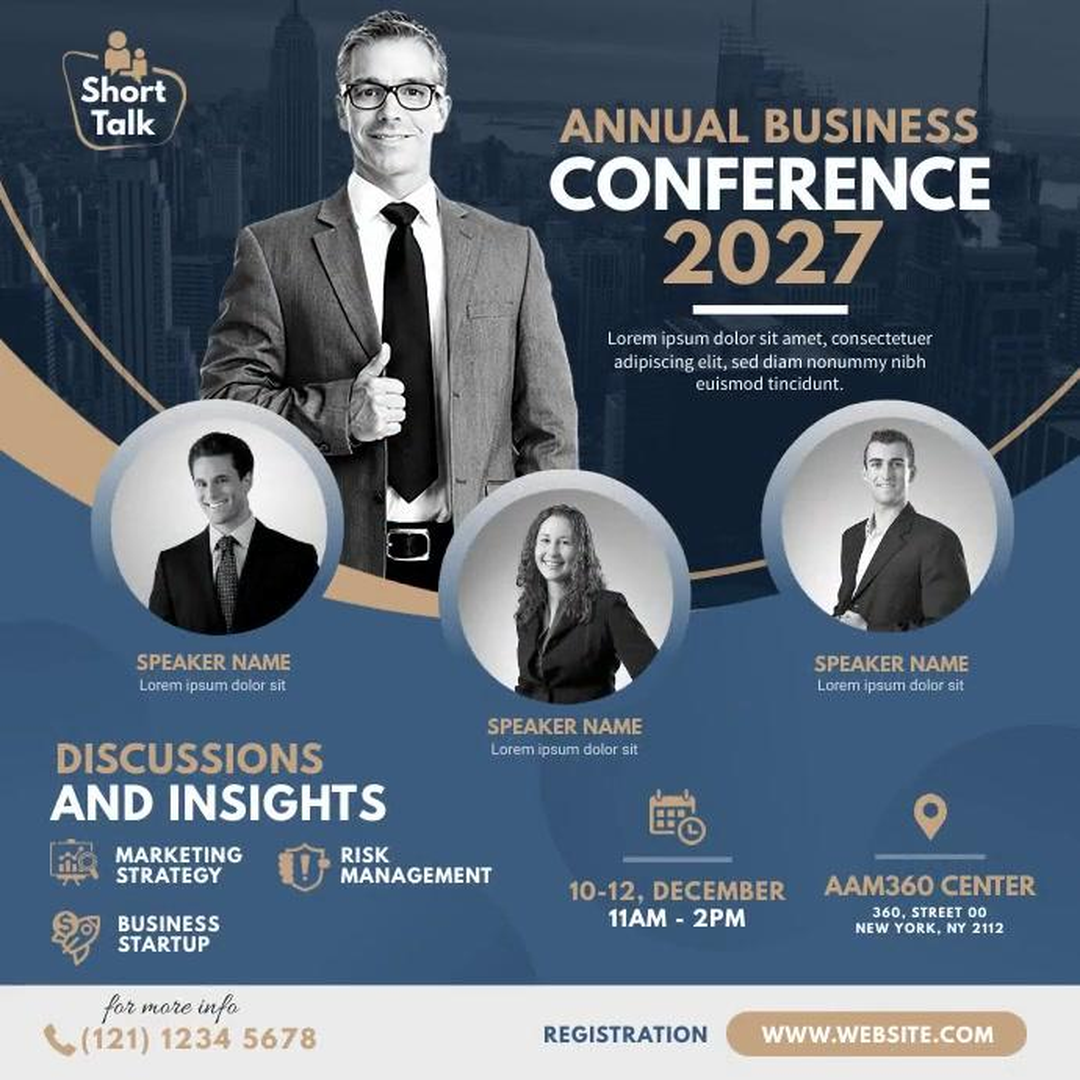 Short
Talk
ANNUAL BUSINESS
CONFERENCE
2027
Lorem ipsum dolor sit amet, consectetuer
adipiscing elit, sed diam nonummy nibh
euismod tincidunt.
SPEAKER NAME
Lorem ipsum dolor sit
SPEAKER NAME
Lorem ipsum dolor sit
SPEAKER NAME
Lorem ipsum dolor sit
DISCUSSIONS
AND INSIGHTS
MARKETING
STRATEGY
RISK
MANAGEMENT
BUSINESS
STARTUP
10-12, DECEMBER
11AM - 2PM
AAM360 CENTER
360, STREET 00
NEW YORK, NY 2112
for more info
(121) 1234 5678
REGISTRATION
WWW.WEBSITE.COM